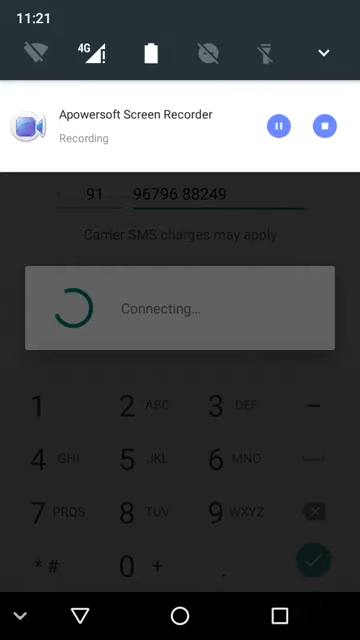 11:21
4G
Apowersoft Screen Recorder
Recording
91 96796 88249
Carrier SMS charges may apply
Connecting...
1 2 ABC 3 DEF –
4 GHI 5 JKL 6 MNO
7 PQRS 8 TUV 9 WXYZ
* # 0 + .